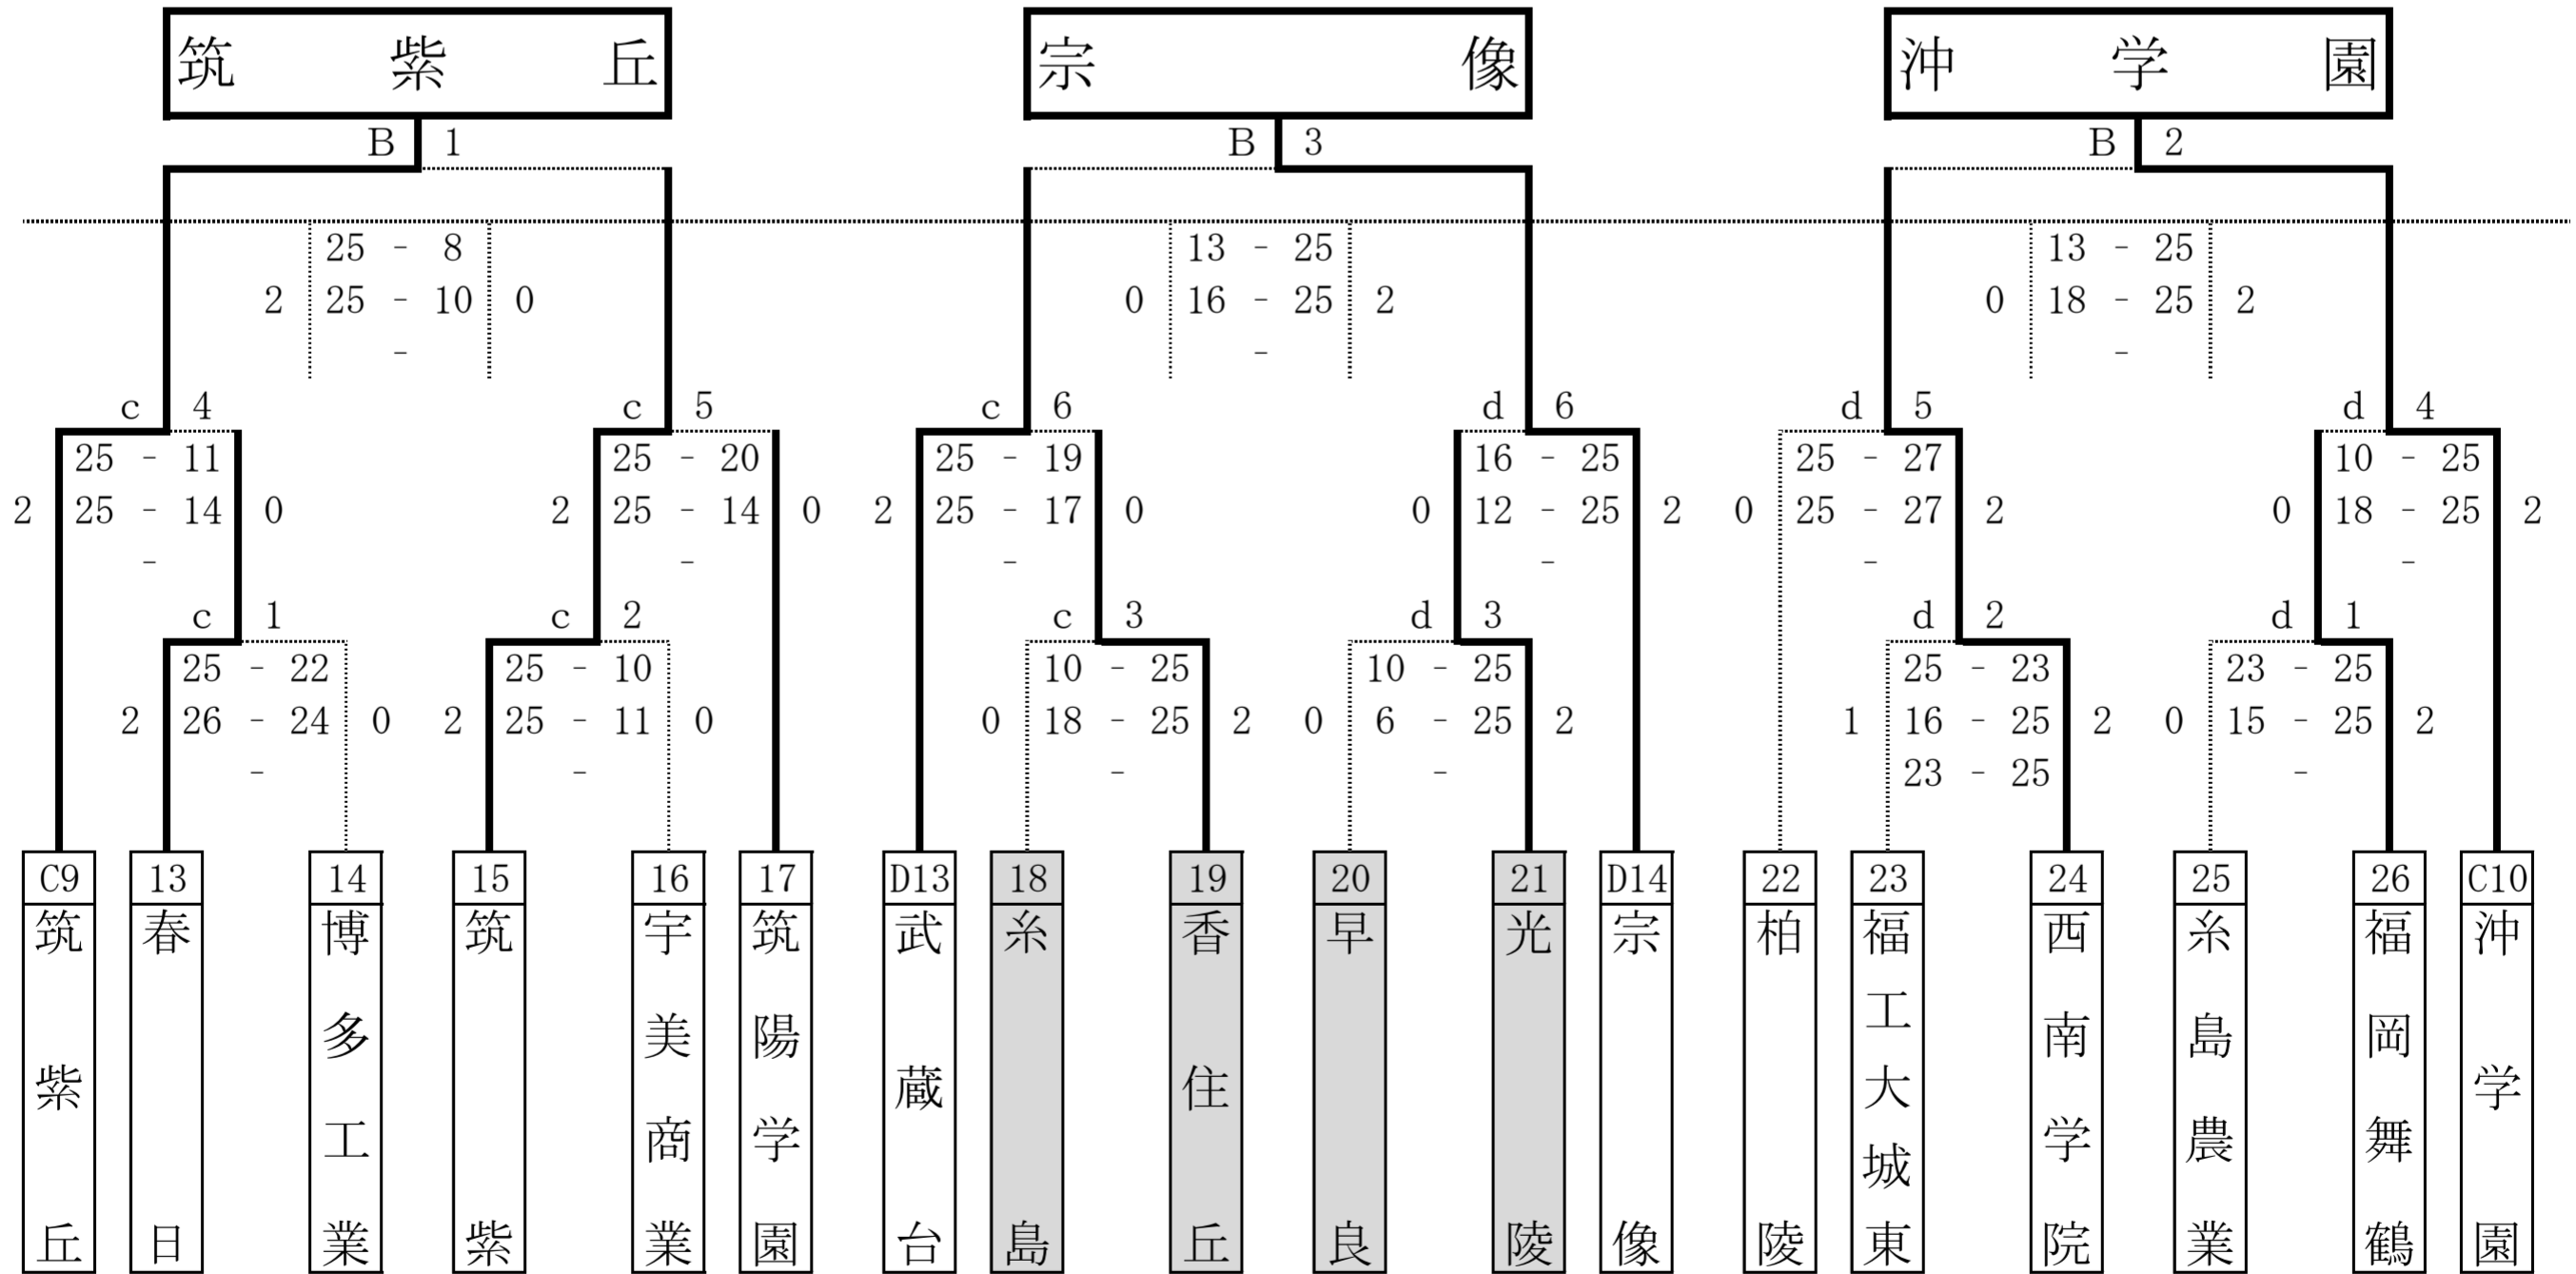 筑紫丘 宗像 沖学園
B 1 B 3 B 2
25 - 8 13 - 25 13 - 25
2 25 - 10 0 0 16 - 25 2 0 18 - 25 2
- - -
c 4 c 5 c 6 d 6 d 5 d 4
25 - 11 25 - 20 25 - 19 16 - 25 25 - 27 10 - 25
2 25 - 14 0 2 25 - 14 0 2 25 - 17 0 0 12 - 25 2 0 25 - 27 2 0 18 - 25 2
- - - - - -
c 1 c 2 c 3 d 3 d 2 d 1
25 - 22 25 - 10 10 - 25 10 - 25 25 - 23 23 - 25
2 26 - 24 0 2 25 - 11 0 0 18 - 25 2 0 6 - 25 2 1 16 - 25 2 0 15 - 25 2
- - - - 23 - 25 -
C9 13 14 15 16 17 D13 18 19 20 21 D14 22 23 24 25 26 C10
筑紫丘
春日
博多工業
筑紫
宇美商業
筑陽学園
武蔵台
糸島
香住丘
早良
光陵
宗像
柏陵
福工大城東
西南学院
糸島農業
福岡舞鶴
沖学園